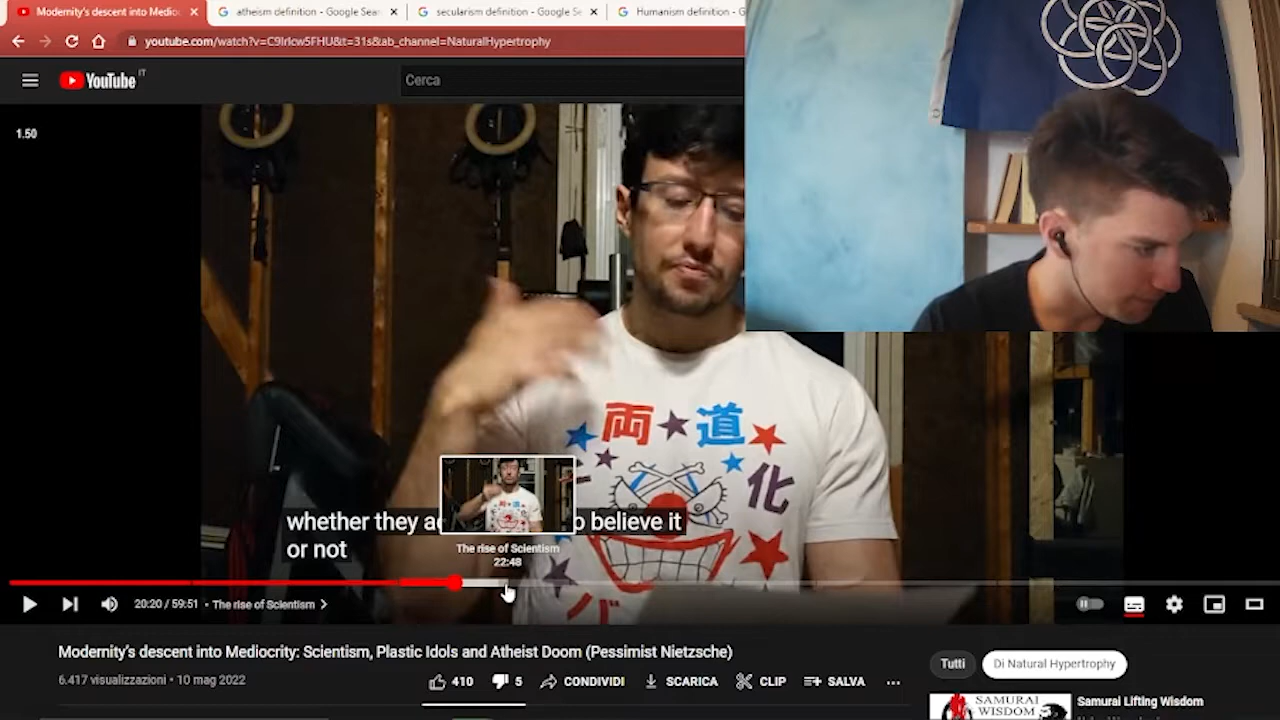 Modernity's descent into Medioc
atheism definition - Google Sea
secularism definition - Google Se
Humanism definition - G
youtube.com/watch?v=C9lrlcw5FHU&t=31s&ab_channel=NaturalHypertrophy
YouTube IT
Cerca
1.50
両 道
化
バ
whether they a
o believe it
or not
The rise of Scientism
22:48
20:20 / 59:51 • The rise of Scientism
Modernity's descent into Mediocrity: Scientism, Plastic Idols and Atheist Doom (Pessimist Nietzsche)
6.417 visualizzazioni • 10 mag 2022
410
5
CONDIVIDI
SCARICA
CLIP
SALVA
Tutti
Di Natural Hypertrophy
SAMURAI
WISDOM
Samurai Lifting Wisdom